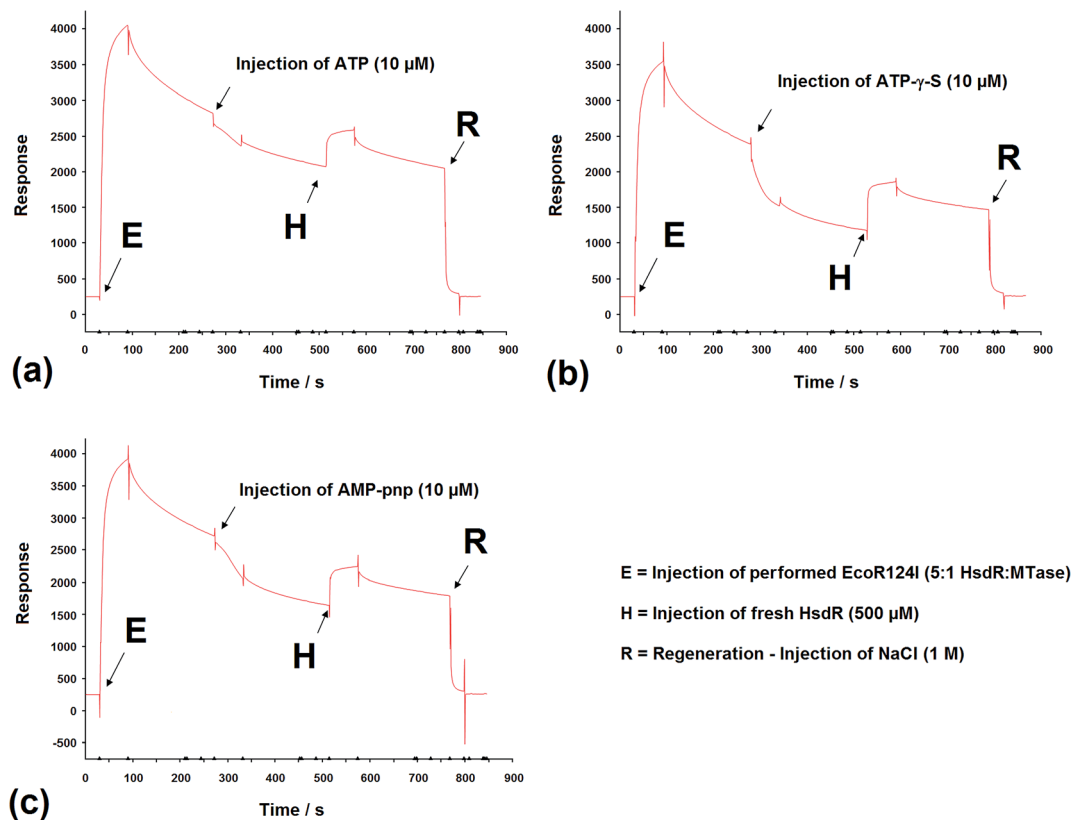 4000
3500
3000
2500
2000
1500
1000
500
0
Response
Injection of ATP (10 µM)
E
H
R
0 100 200 300 400 500 600 700 800 900
Time / s
(a)
4000
3500
3000
2500
2000
1500
1000
500
0
Response
Injection of ATP-γ-S (10 µM)
E
H
R
0 100 200 300 400 500 600 700 800 900
Time / s
(b)
4000
3500
3000
2500
2000
1500
1000
500
0
-500
Response
Injection of AMP-pnp (10 µM)
E
H
R
0 100 200 300 400 500 600 700 800 900
Time / s
(c)
E = Injection of performed EcoR124I (5:1 HsdR:MTase)
H = Injection of fresh HsdR (500 µM)
R = Regeneration - Injection of NaCl (1 M)